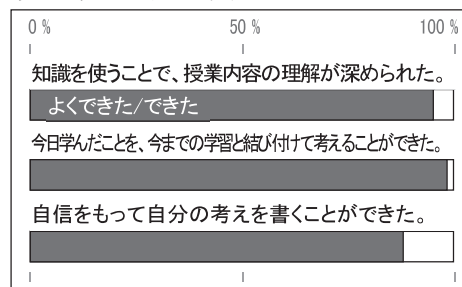 0 % 50 % 100 %
知識を使うことで、授業内容の理解が深められた。
よくできた/できた
今日学んだことを、今までの学習と結び付けて考えることができた。
自信をもって自分の考えを書くことができた。